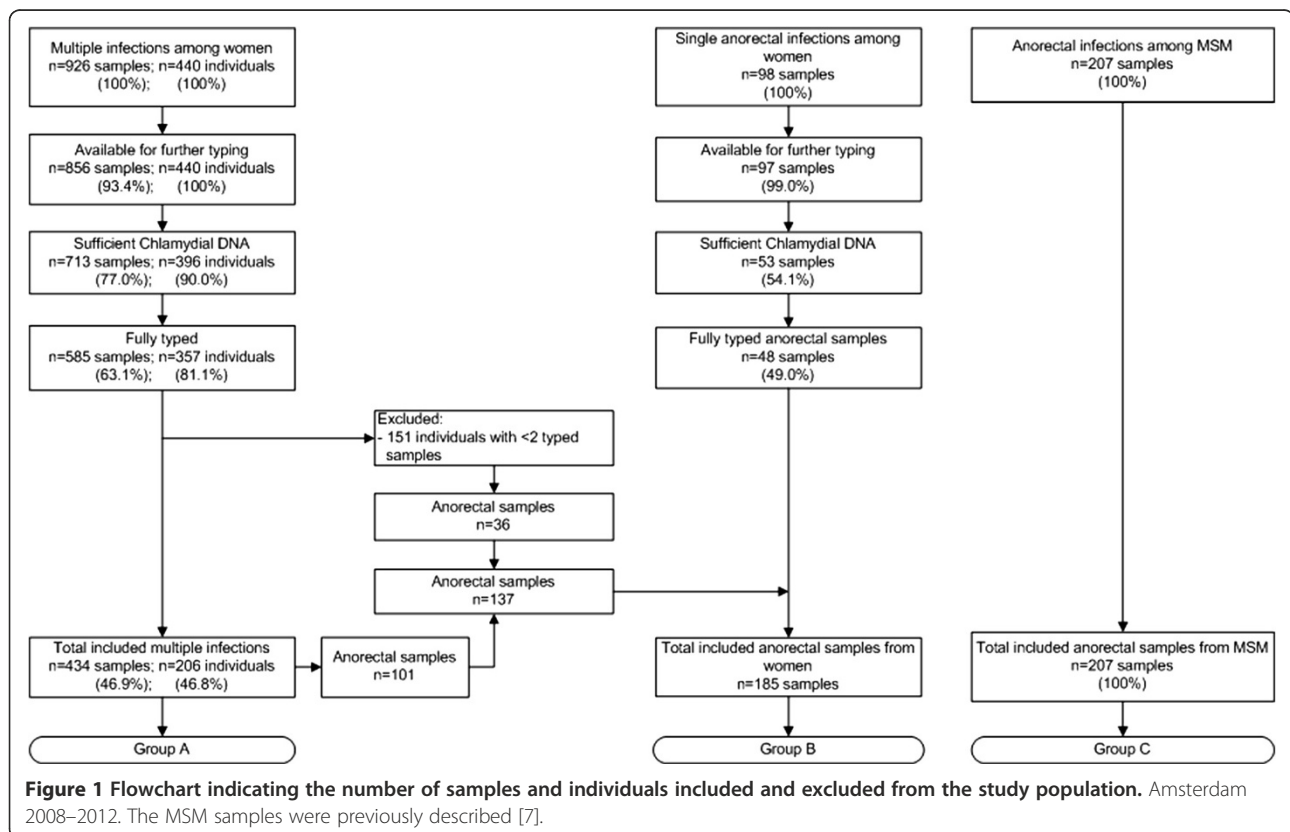 Multiple infections among women
n=926 samples; n=440 individuals
(100%); (100%)
Available for further typing
n=856 samples; n=440 individuals
(93.4%); (100%)
Sufficient Chlamydial DNA
n=713 samples; n=396 individuals
(77.0%); (90.0%)
Fully typed
n=585 samples; n=357 individuals
(63.1%); (81.1%)
Excluded:
- 151 individuals with <2 typed
samples
Anorectal samples
n=36
Anorectal samples
n=137
Total included multiple infections
n=434 samples; n=206 individuals
(46.9%); (46.8%)
Anorectal samples
n=101
Group A
Single anorectal infections among
women
n=98 samples
(100%)
Available for further typing
n=97 samples
(99.0%)
Sufficient Chlamydial DNA
n=53 samples
(54.1%)
Fully typed anorectal samples
n=48 samples
(49.0%)
Total included anorectal samples from
women
n=185 samples
Group B
Anorectal infections among MSM
n=207 samples
(100%)
Total included anorectal samples from MSM
n=207 samples
(100%)
Group C
Figure 1 Flowchart indicating the number of samples and individuals included and excluded from the study population. Amsterdam
2008–2012. The MSM samples were previously described [7].